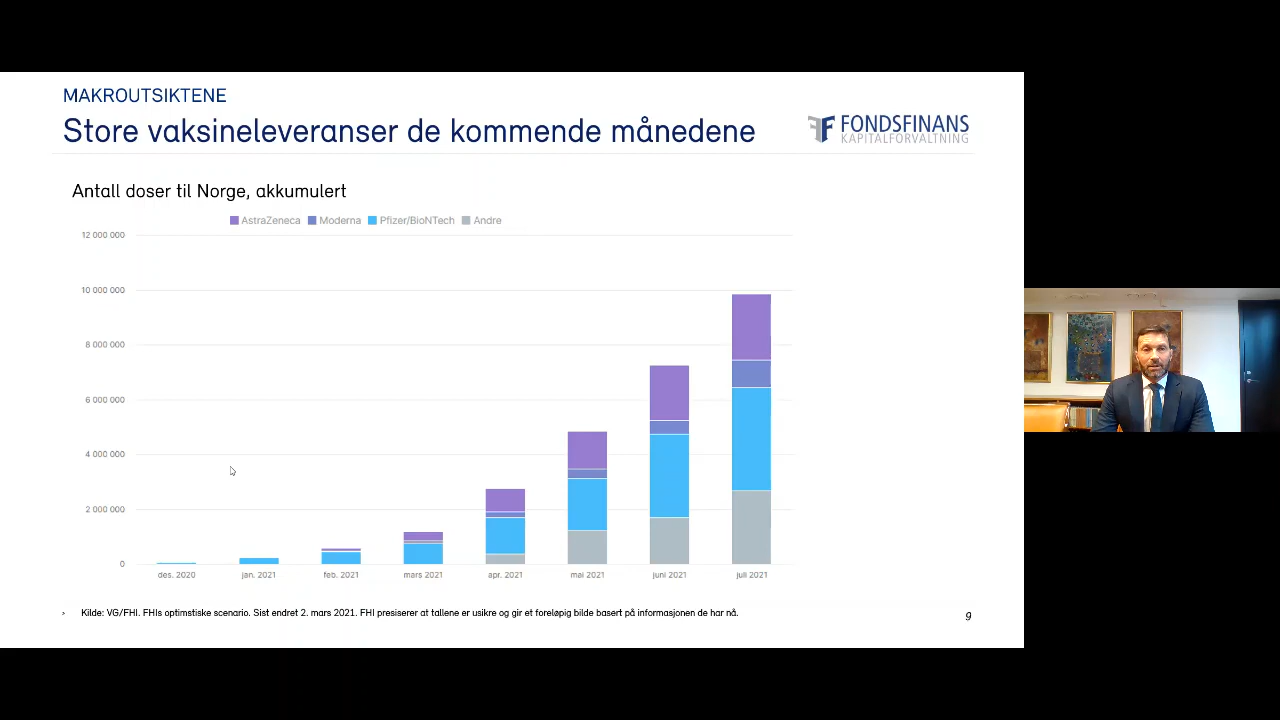 MAKROUTSIKTENE
Store vaksineleveranser de kommende månedene
FONDSFINANS
KAPITALFORVALTNING
Antall doser til Norge, akkumulert
AstraZeneca Moderna Pfizer/BioNTech Andre
12 000 000
10 000 000
8 000 000
6 000 000
4 000 000
2 000 000
0
des. 2020 jan. 2021 feb. 2021 mars 2021 apr. 2021 mai 2021 juni 2021 juli 2021
Kilde: VG/FHI. FHIs optimstiske scenario. Sist endret 2. mars 2021. FHI presiserer at tallene er usikre og gir et foreløpig bilde basert på informasjonen de har nå.
9